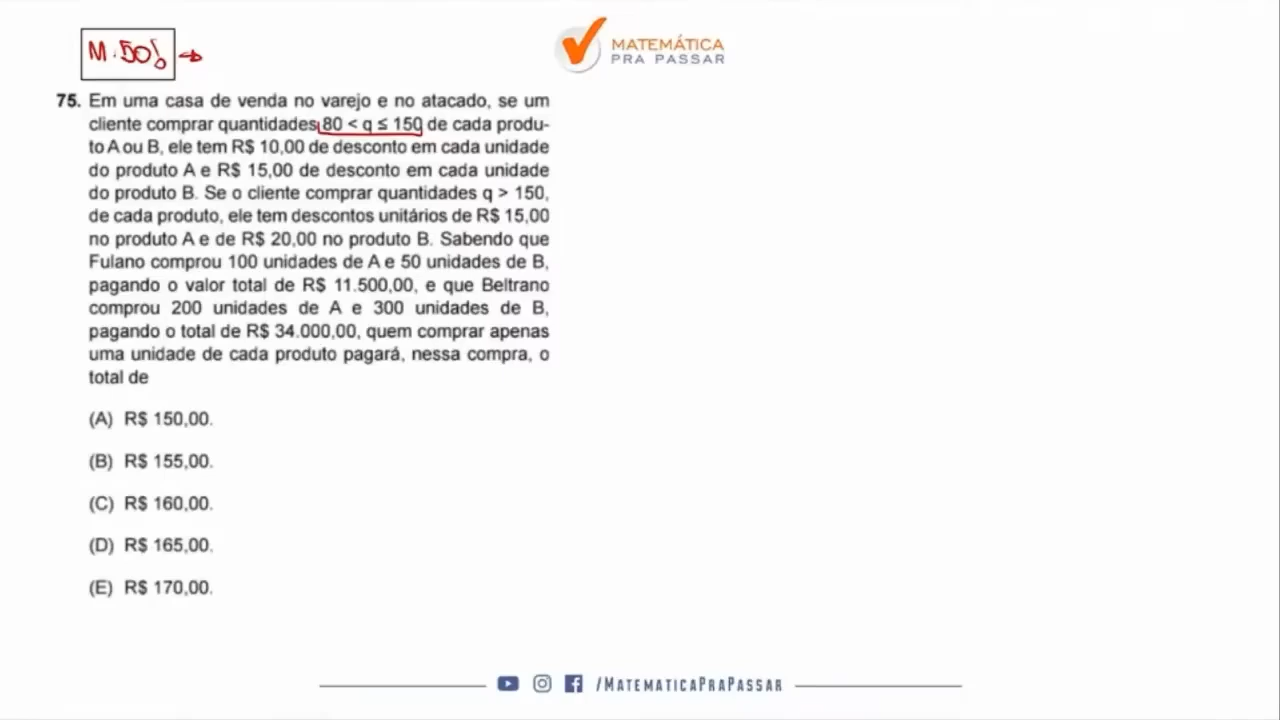 M.50!
MATEMÁTICA
PRA PASSAR
75. Em uma casa de venda no varejo e no atacado, se um
cliente comprar quantidades 80 < q ≤ 150 de cada produ-
to A ou B, ele tem R$ 10,00 de desconto em cada unidade
do produto A e R$ 15,00 de desconto em cada unidade
do produto B. Se o cliente comprar quantidades q > 150,
de cada produto, ele tem descontos unitários de R$ 15,00
no produto A e de R$ 20,00 no produto B. Sabendo que
Fulano comprou 100 unidades de A e 50 unidades de B,
pagando o valor total de R$ 11.500,00, e que Beltrano
comprou 200 unidades de A e 300 unidades de B,
pagando o total de R$ 34.000,00, quem comprar apenas
uma unidade de cada produto pagará, nessa compra, o
total de
(A) R$ 150,00.
(B) R$ 155,00.
(C) R$ 160,00.
(D) R$ 165,00.
(E) R$ 170,00.
/MATEMATICAPRAPASSAR